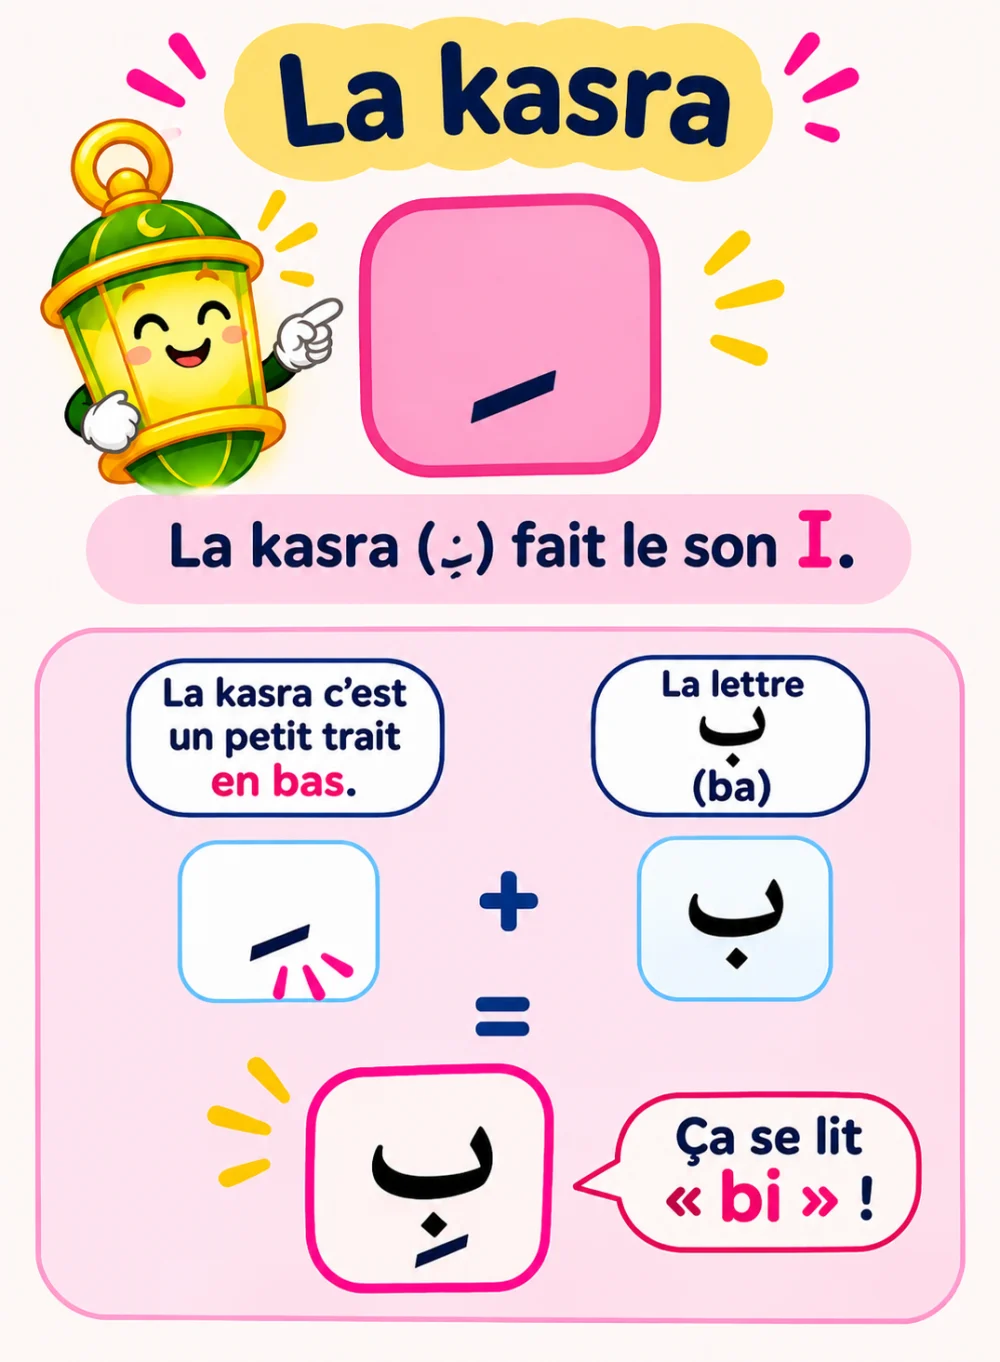 La kasra
ـِ
La kasra (ـِ) fait le son I.
La kasra c'est
un petit trait
en bas.
La lettre
ب
(ba)
ـِ
+
ب
=
بِ
Ça se lit
« bi » !